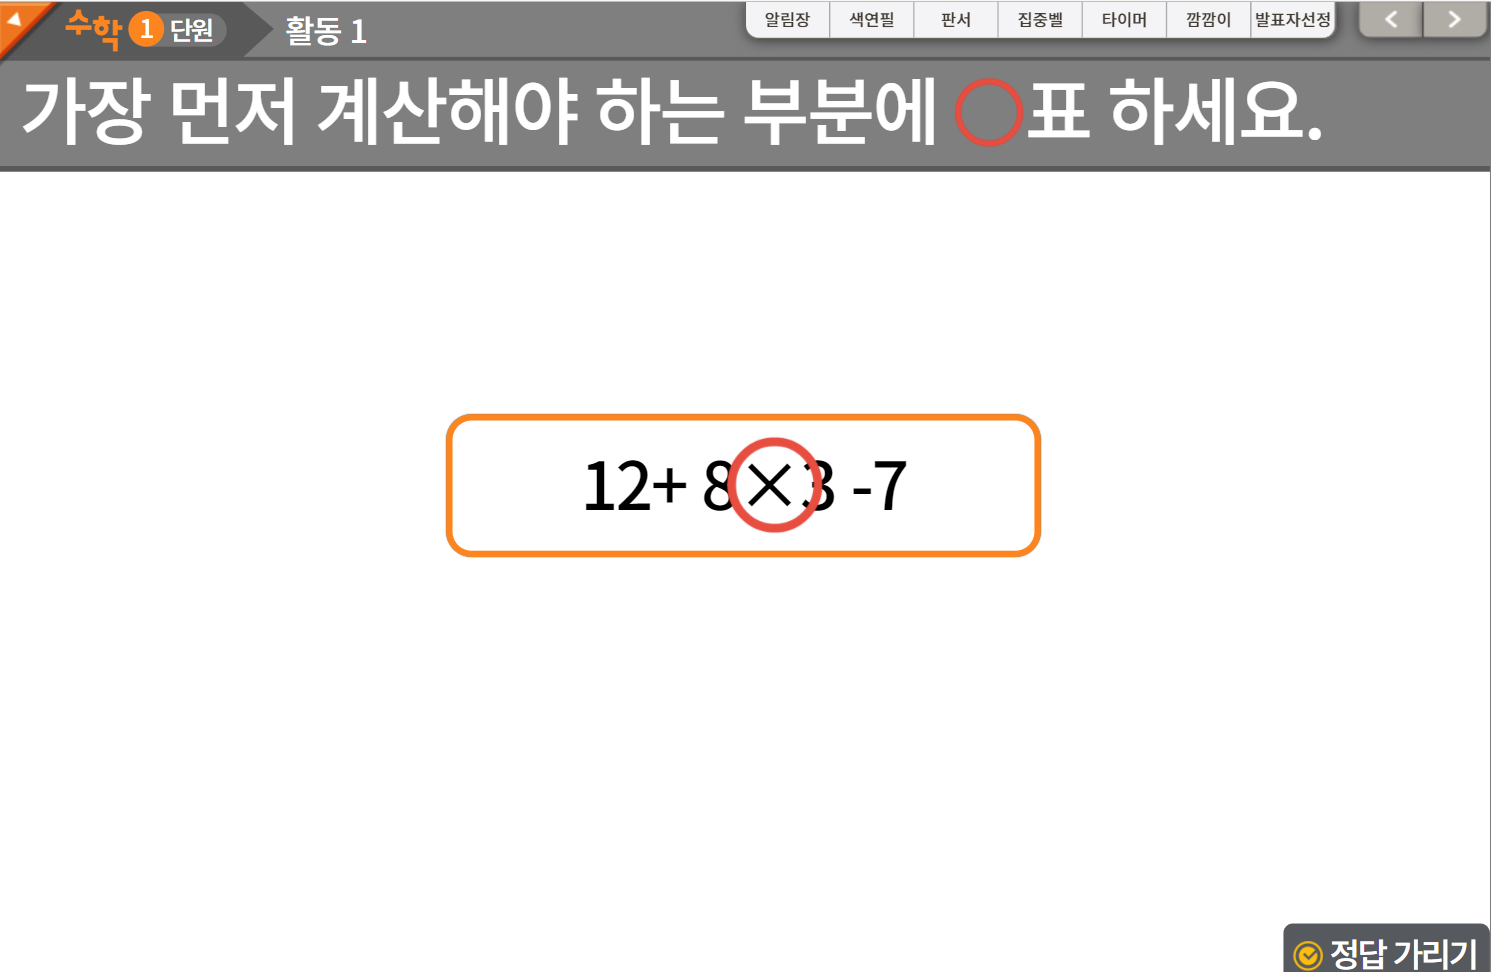 수학 1 단원 활동 1
알림장 색연필 판서 집중벨 타이머 깜깜이 발표자선정
가장 먼저 계산해야 하는 부분에 ○표 하세요.
12+ 8×3 -7
정답 가리기